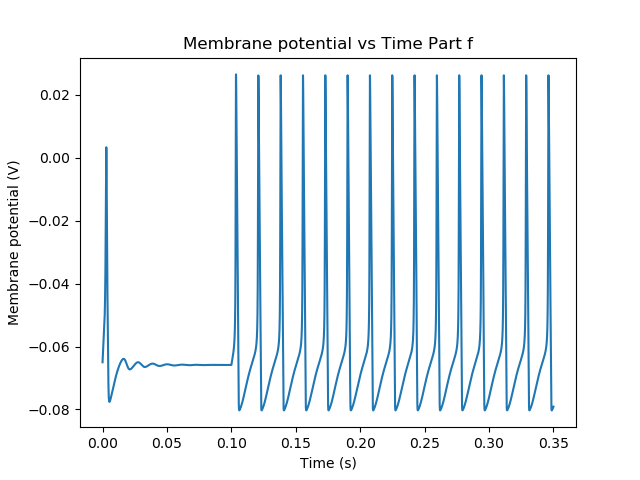 Membrane potential vs Time Part f
Membrane potential (V)
0.02
0.00
−0.02
−0.04
−0.06
−0.08
0.00 0.05 0.10 0.15 0.20 0.25 0.30 0.35
Time (s)